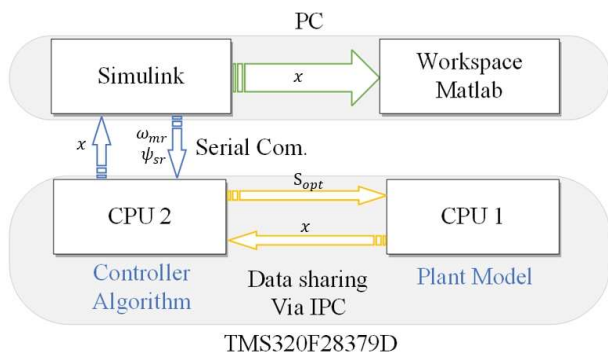 PC
Simulink
x
Workspace
Matlab
x
ω_mr
ψ_sr
Serial Com.
S_opt
CPU 2
CPU 1
x
Controller
Algorithm
Data sharing
Via IPC
Plant Model
TMS320F28379D